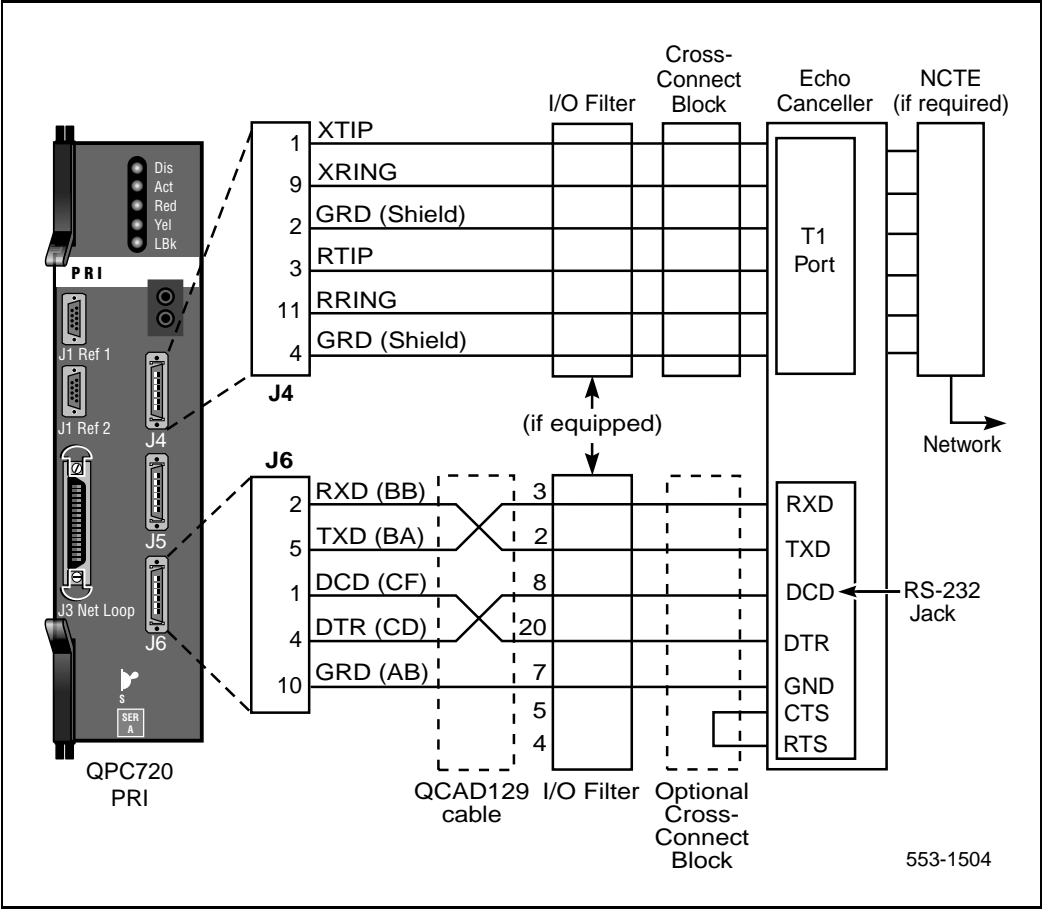 Cross-
Connect
Block
Echo
Canceller
NCTE
(if required)
I/O Filter
Dis
Act
Red
Yel
LBk
PRI
J1 Ref 1
J1 Ref 2
J4
J5
J3 Net Loop
J6
S
SER
A
QPC720
PRI
1 XTIP
9 XRING
2 GRD (Shield)
3 RTIP
11 RRING
4 GRD (Shield)
J4
T1
Port
(if equipped)
Network
J6
2 RXD (BB) 3 RXD
5 TXD (BA) 2 TXD
1 DCD (CF) 8 DCD
4 DTR (CD) 20 DTR
10 GRD (AB) 7 GND
5 CTS
4 RTS
RS-232
Jack
QCAD129
cable
I/O Filter
Optional
Cross-
Connect
Block
553-1504